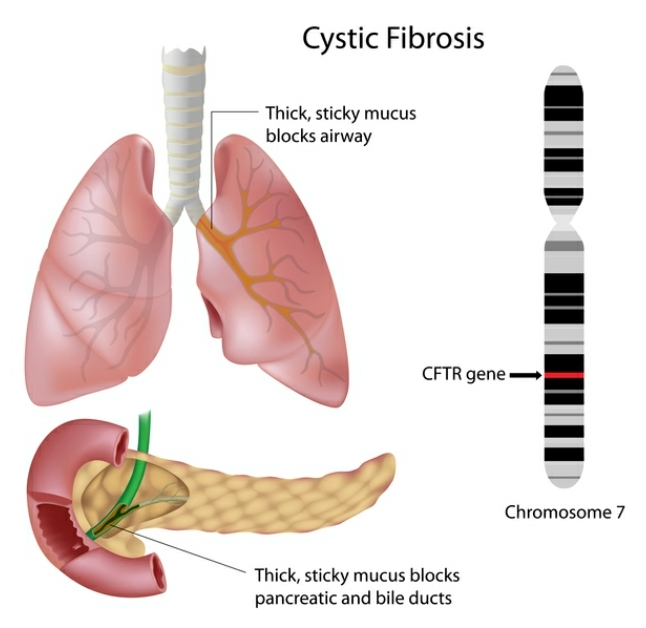 Cystic Fibrosis
Thick, sticky mucus
blocks airway
CFTR gene
Chromosome 7
Thick, sticky mucus blocks
pancreatic and bile ducts